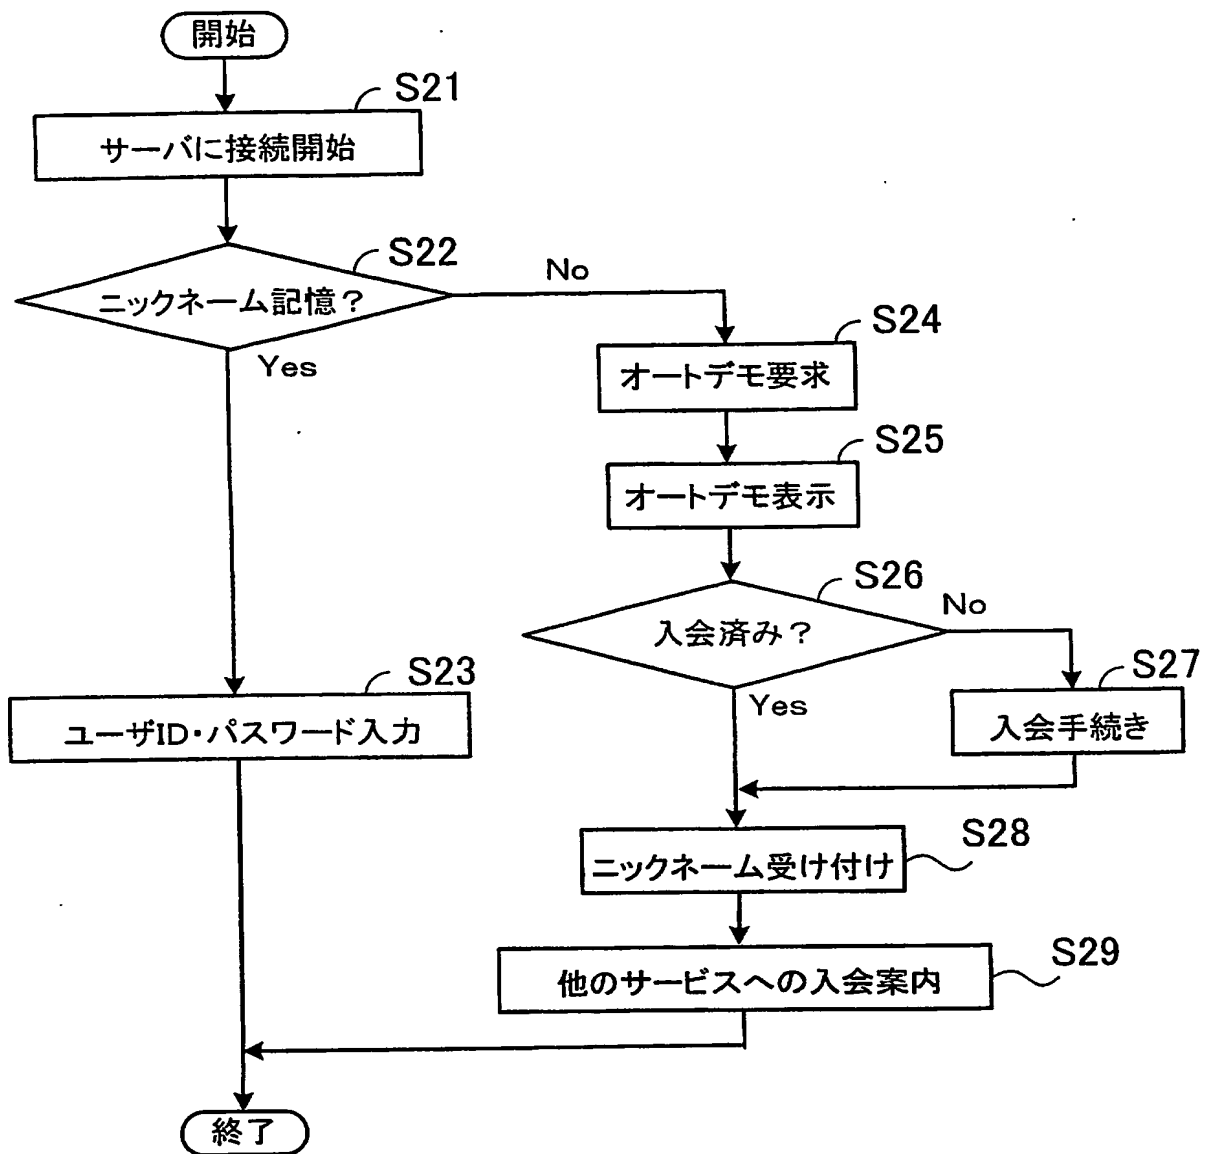 開始
S21
サーバに接続開始
S22
ニックネーム記憶？
No
Yes
S24
オートデモ要求
S25
オートデモ表示
S26
入会済み？
No
Yes
S23
ユーザID・パスワード入力
S27
入会手続き
S28
ニックネーム受け付け
S29
他のサービスへの入会案内
終了